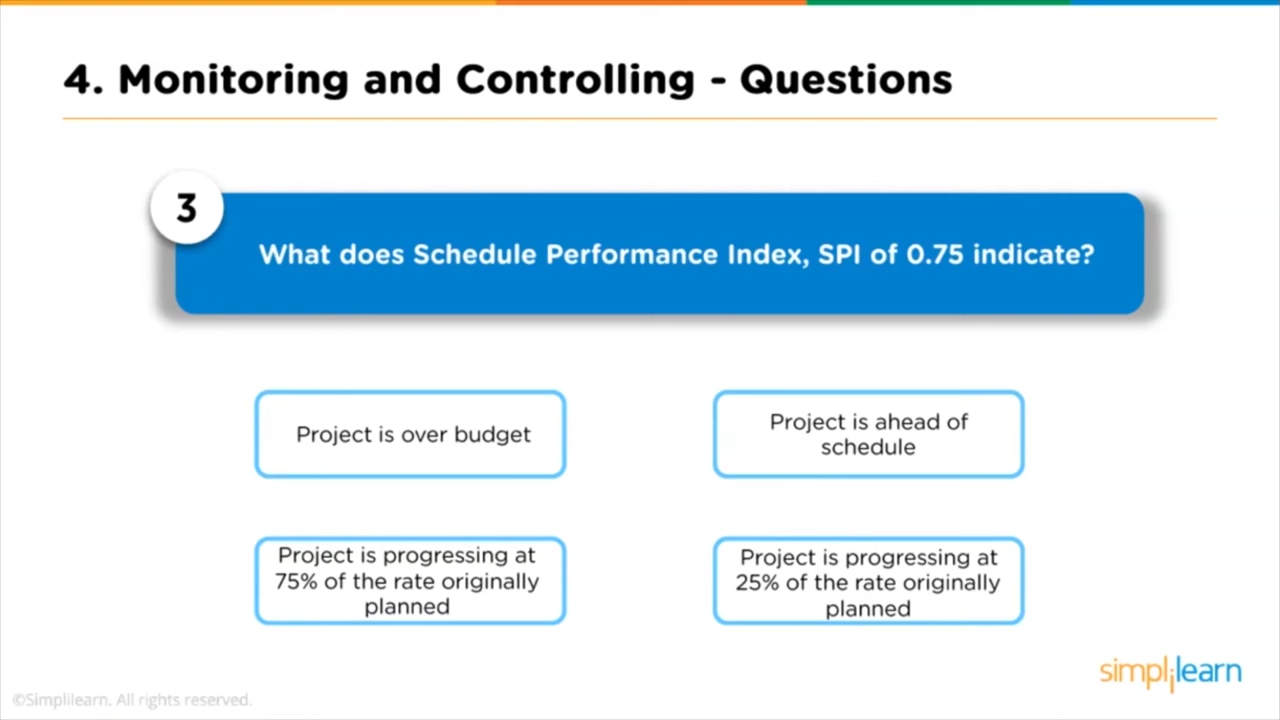 4. Monitoring and Controlling - Questions
3
What does Schedule Performance Index, SPI of 0.75 indicate?
Project is over budget
Project is ahead of
schedule
Project is progressing at
75% of the rate originally
planned
Project is progressing at
25% of the rate originally
planned
simplilearn
©Simplilearn. All rights reserved.